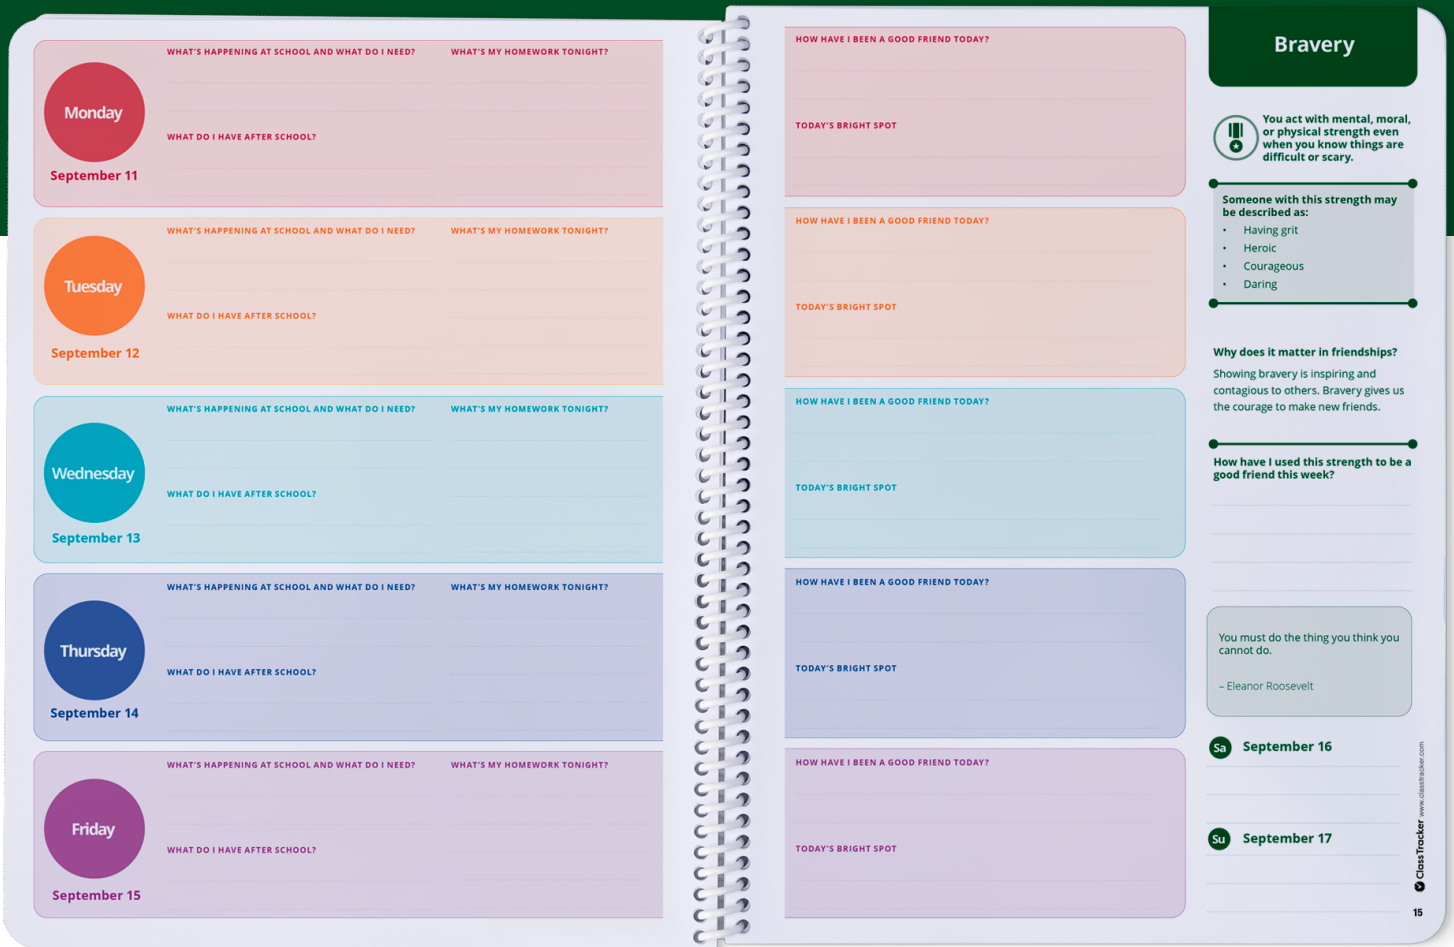 WHAT'S HAPPENING AT SCHOOL AND WHAT DO I NEED?
WHAT'S MY HOMEWORK TONIGHT?
Monday
WHAT DO I HAVE AFTER SCHOOL?
September 11
WHAT'S HAPPENING AT SCHOOL AND WHAT DO I NEED?
WHAT'S MY HOMEWORK TONIGHT?
Tuesday
WHAT DO I HAVE AFTER SCHOOL?
September 12
WHAT'S HAPPENING AT SCHOOL AND WHAT DO I NEED?
WHAT'S MY HOMEWORK TONIGHT?
Wednesday
WHAT DO I HAVE AFTER SCHOOL?
September 13
WHAT'S HAPPENING AT SCHOOL AND WHAT DO I NEED?
WHAT'S MY HOMEWORK TONIGHT?
Thursday
WHAT DO I HAVE AFTER SCHOOL?
September 14
WHAT'S HAPPENING AT SCHOOL AND WHAT DO I NEED?
WHAT'S MY HOMEWORK TONIGHT?
Friday
WHAT DO I HAVE AFTER SCHOOL?
September 15
HOW HAVE I BEEN A GOOD FRIEND TODAY?
TODAY'S BRIGHT SPOT
HOW HAVE I BEEN A GOOD FRIEND TODAY?
TODAY'S BRIGHT SPOT
HOW HAVE I BEEN A GOOD FRIEND TODAY?
TODAY'S BRIGHT SPOT
HOW HAVE I BEEN A GOOD FRIEND TODAY?
TODAY'S BRIGHT SPOT
HOW HAVE I BEEN A GOOD FRIEND TODAY?
TODAY'S BRIGHT SPOT
Bravery
You act with mental, moral,
or physical strength even
when you know things are
difficult or scary.
Someone with this strength may
be described as:
• Having grit
• Heroic
• Courageous
• Daring
Why does it matter in friendships?
Showing bravery is inspiring and
contagious to others. Bravery gives us
the courage to make new friends.
How have I used this strength to be a
good friend this week?
You must do the thing you think you
cannot do.
– Eleanor Roosevelt
Sa September 16
Su September 17
ClassTracker www.classtracker.com
15